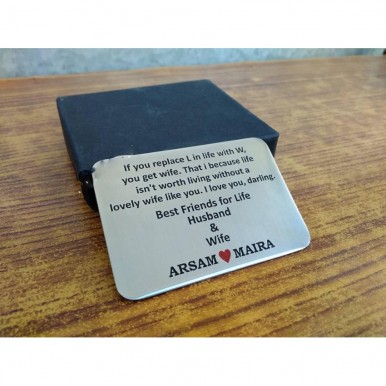 If you replace L in life with W,
you get wife. That i because life
isn't worth living without a
lovely wife like you. I love you, darling.
Best Friends for Life
Husband
&
Wife
ARSAM ❤ MAIRA